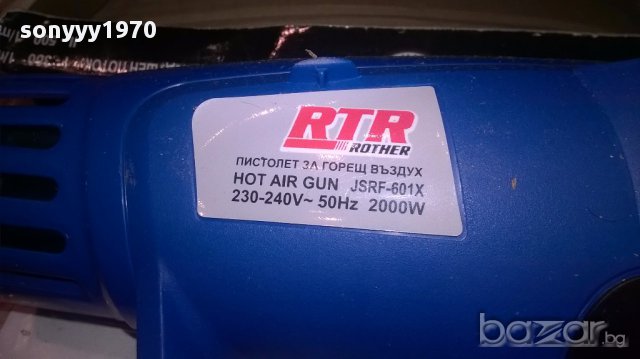 sonyyy1970
RTR
ROTHER
ПИСТОЛЕТ ЗА ГОРЕЩ ВЪЗДУХ
HOT AIR GUN JSRF-601X
230-240V~ 50Hz 2000W
bazar.bg